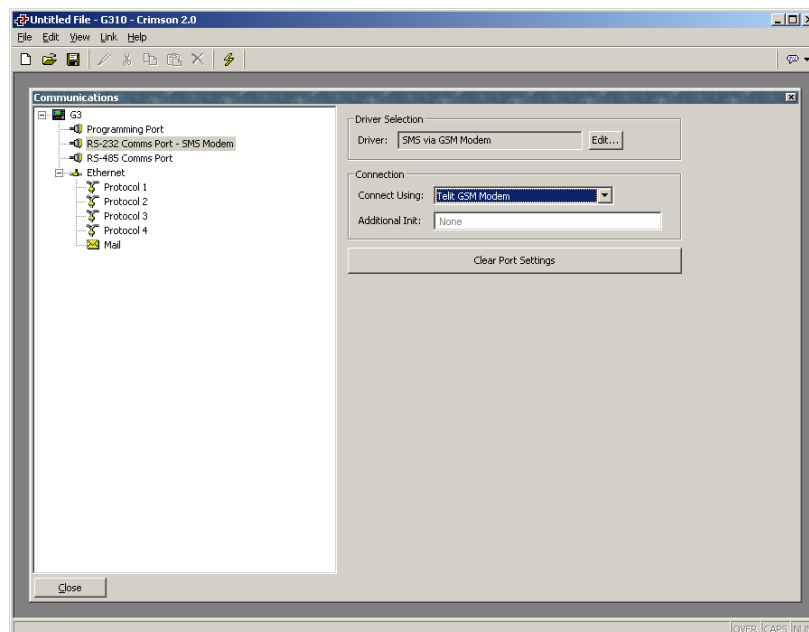 Untitled File - G310 - Crimson 2.0
File Edit View Link Help
Communications
G3
Programming Port
RS-232 Comms Port - SMS Modem
RS-485 Comms Port
Ethernet
Protocol 1
Protocol 2
Protocol 3
Protocol 4
Mail
Driver Selection
Driver: SMS via GSM Modem Edit...
Connection
Connect Using: Telit GSM Modem
Additional Init: None
Clear Port Settings
Close
OVER CAPS